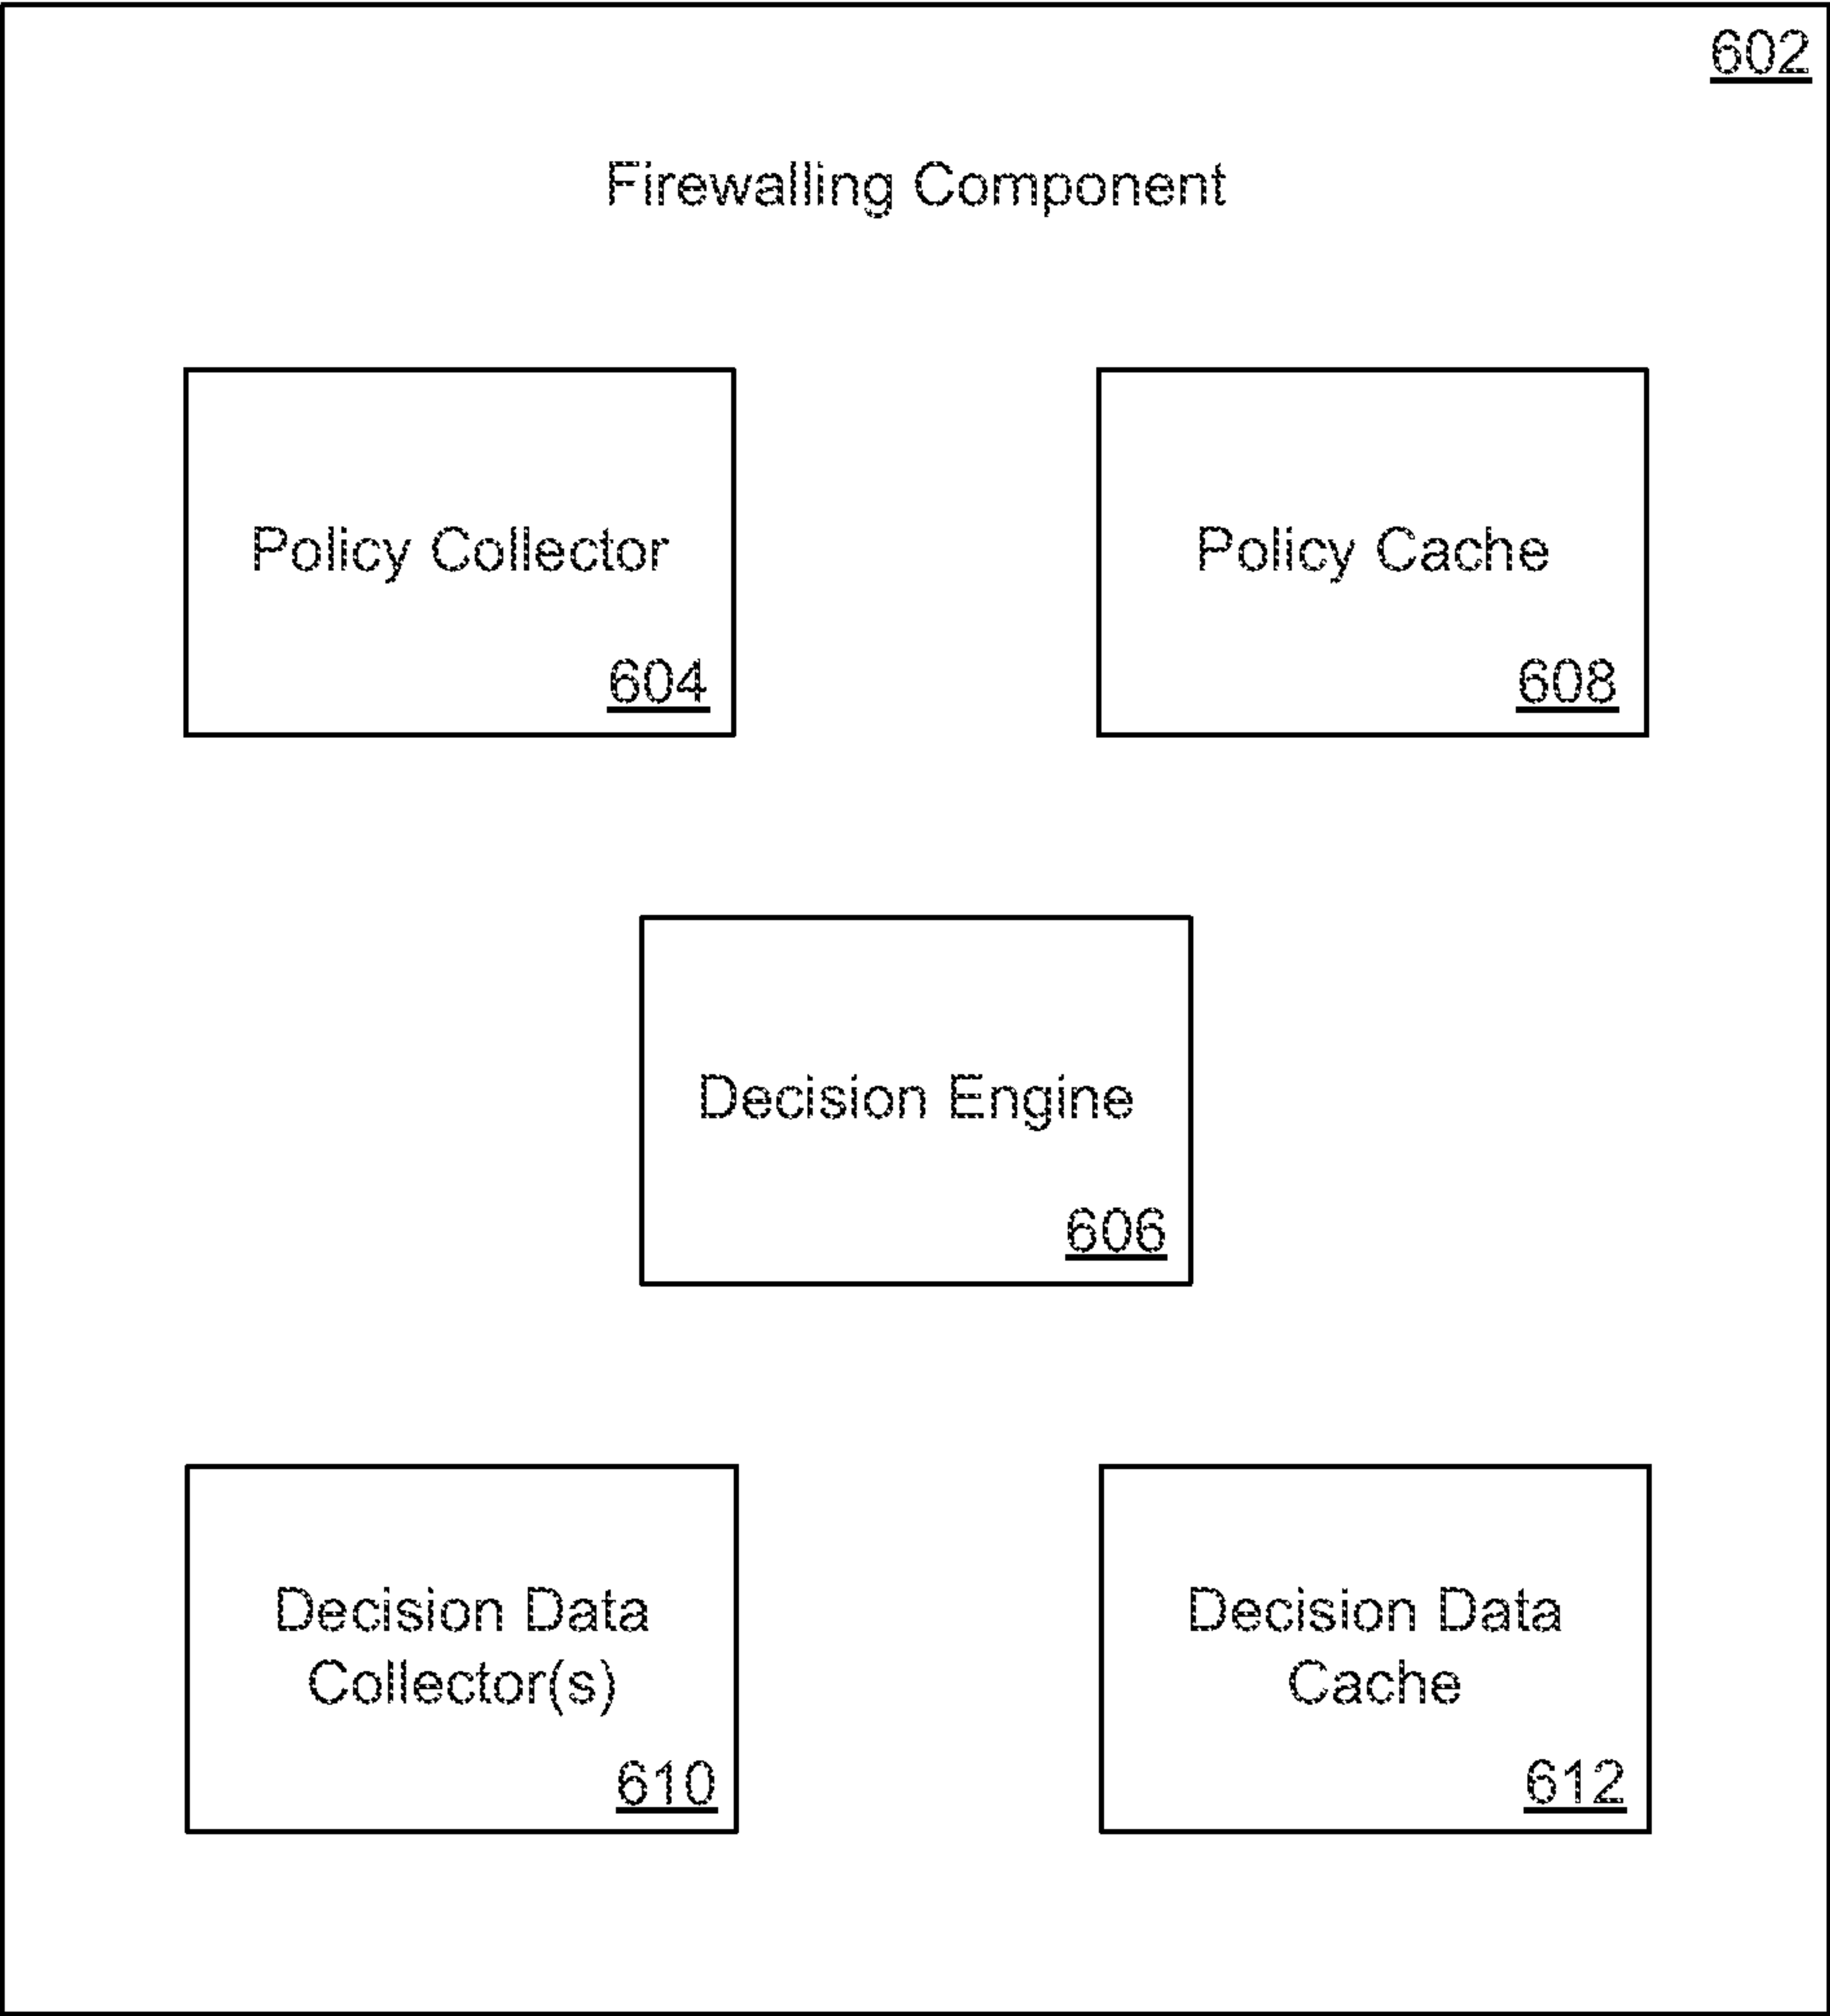 602
Firewalling Component
Policy Collector
604
Policy Cache
608
Decision Engine
606
Decision Data
Collector(s)
610
Decision Data
Cache
612